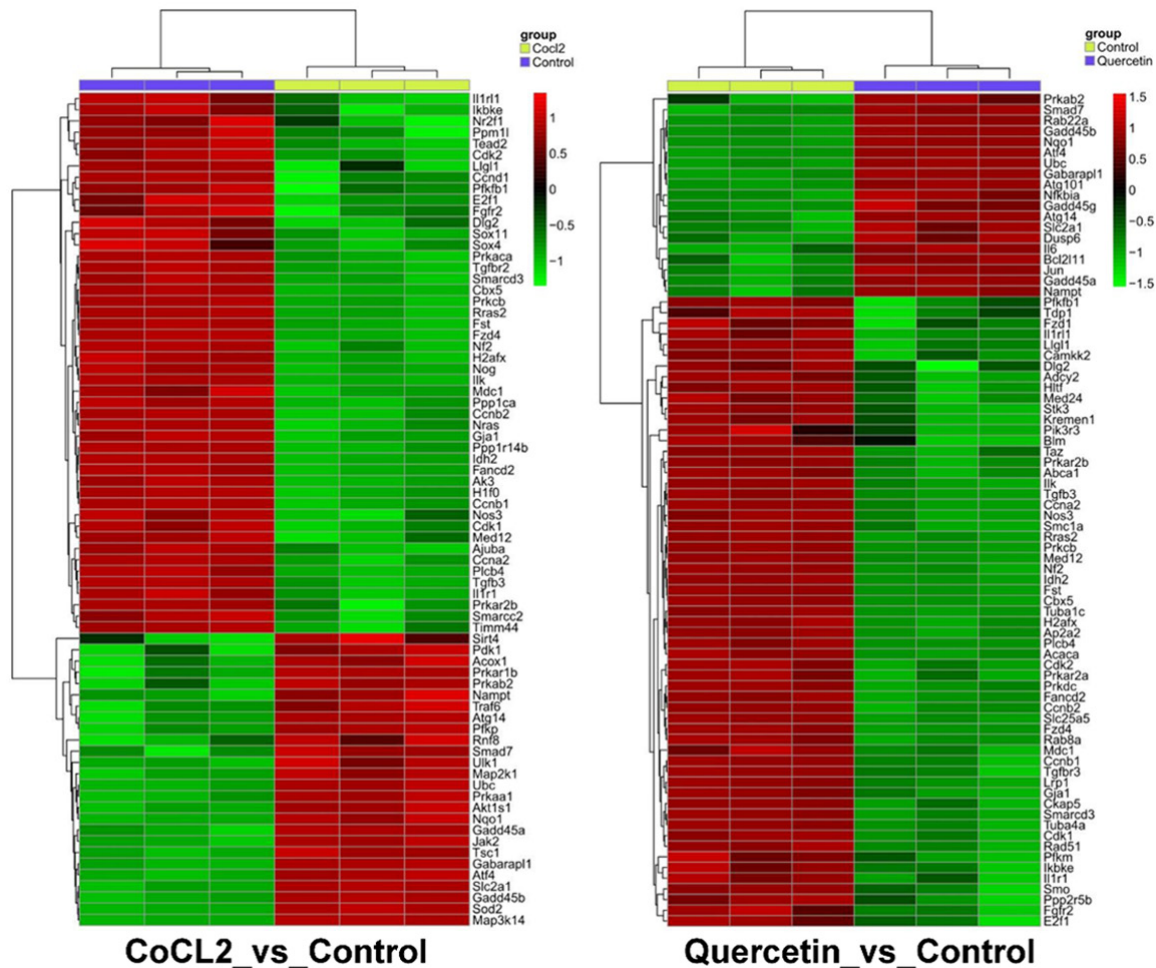 group
Cocl2
Control
1
0.5
0
−0.5
−1
Il1rl1
Ikbke
Nr2f1
Ppm1l
Tead2
Cdk2
Llgl1
Ccnd1
Pfkfb1
E2f1
Fgfr2
Dlg2
Sox11
Sox4
Prkaca
Tgfbr2
Smarcd3
Cbx5
Prkcb
Rras2
Fst
Fzd4
Nf2
H2afx
Nog
Ilk
Mdc1
Ppp1ca
Ccnb2
Nras
Gja1
Ppp1r14b
Idh2
Fancd2
Ak3
H1f0
Ccnb1
Nos3
Cdk1
Med12
Ajuba
Ccna2
Plcb4
Tgfb3
Il1r1
Prkar2b
Smarcc2
Timm44
Sirt4
Pdk1
Acox1
Prkar1b
Prkab2
Nampt
Traf6
Atg14
Pfkp
Rnf8
Smad7
Ulk1
Map2k1
Ubc
Prkaa1
Akt1s1
Nqo1
Gadd45a
Jak2
Tsc1
Gabarapl1
Atf4
Slc2a1
Gadd45b
Sod2
Map3k14
CoCL2_vs_Control
group
Control
Quercetin
1.5
1
0.5
0
−0.5
−1
−1.5
Prkab2
Smad7
Rab22a
Gadd45b
Nqo1
Atf4
Ubc
Gabarapl1
Atg101
Nfkbia
Gadd45g
Atg14
Slc2a1
Dusp6
Il6
Bcl2l11
Jun
Gadd45a
Nampt
Pfkfb1
Tdp1
Fzd1
Il1rl1
Llgl1
Camkk2
Dlg2
Adcy2
Hltf
Med24
Stk3
Kremen1
Pik3r3
Blm
Taz
Prkar2b
Abca1
Ilk
Tgfb3
Ccna2
Nos3
Smc1a
Rras2
Prkcb
Med12
Nf2
Idh2
Fst
Cbx5
Tuba1c
H2afx
Ap2a2
Plcb4
Acaca
Cdk2
Prkar2a
Prkdc
Fancd2
Ccnb2
Slc25a5
Fzd4
Rab8a
Mdc1
Ccnb1
Tgfbr3
Lrp1
Gja1
Ckap5
Smarcd3
Tuba4a
Cdk1
Rad51
Pfkm
Ikbke
Il1r1
Smo
Ppp2r5b
Fgfr2
E2f1
Quercetin_vs_Control